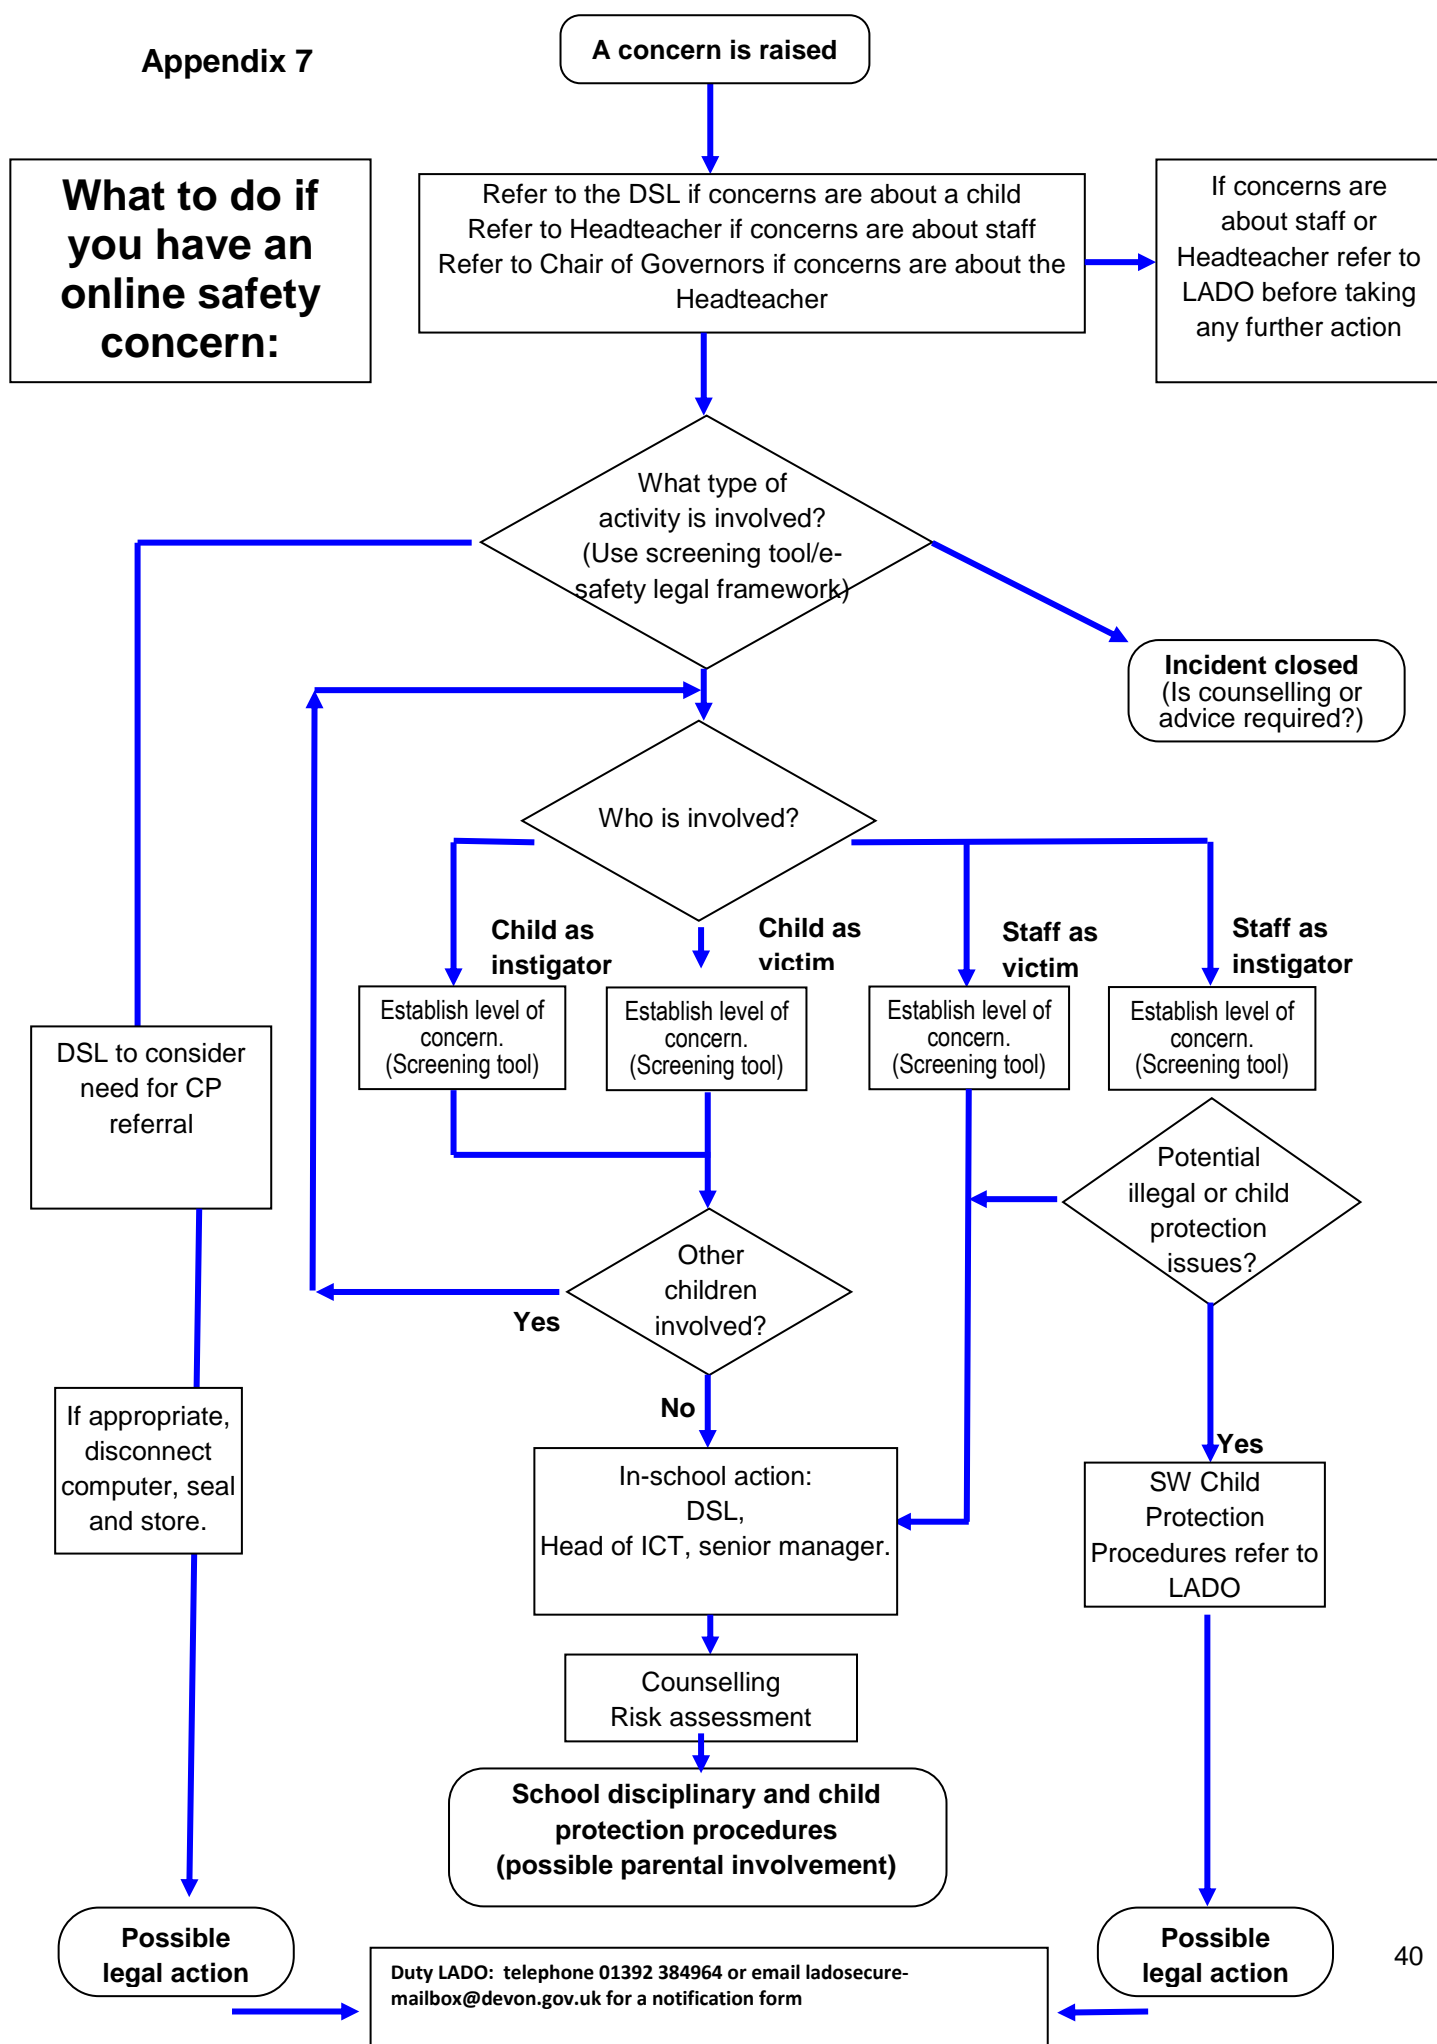 Appendix 7
A concern is raised
What to do if
you have an
online safety
concern:
Refer to the DSL if concerns are about a child
Refer to Headteacher if concerns are about staff
Refer to Chair of Governors if concerns are about the
Headteacher
If concerns are
about staff or
Headteacher refer to
LADO before taking
any further action
What type of
activity is involved?
(Use screening tool/e-
safety legal framework)
Incident closed
(Is counselling or
advice required?)
Who is involved?
Child as
instigator
Child as
victim
Staff as
victim
Staff as
instigator
Establish level of
concern.
(Screening tool)
Establish level of
concern.
(Screening tool)
Establish level of
concern.
(Screening tool)
Establish level of
concern.
(Screening tool)
DSL to consider
need for CP
referral
Potential
illegal or child
protection
issues?
Other
children
involved?
Yes
No
Yes
If appropriate,
disconnect
computer, seal
and store.
In-school action:
DSL,
Head of ICT, senior manager.
SW Child
Protection
Procedures refer to
LADO
Counselling
Risk assessment
School disciplinary and child
protection procedures
(possible parental involvement)
Possible
legal action
Possible
legal action
Duty LADO: telephone 01392 384964 or email ladosecure-
mailbox@devon.gov.uk for a notification form
40